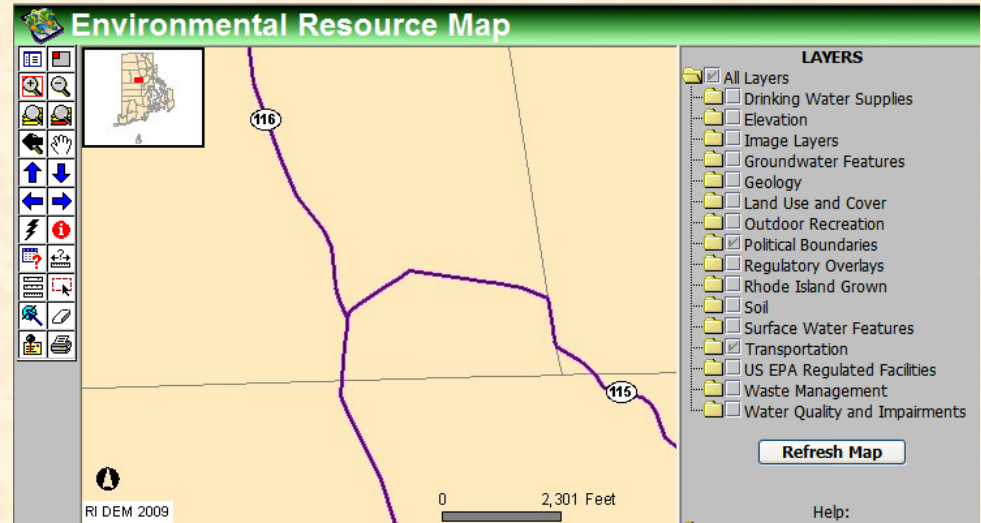 Environmental Resource Map
116
115
RI DEM 2009
0 2,301 Feet
LAYERS
All Layers
Drinking Water Supplies
Elevation
Image Layers
Groundwater Features
Geology
Land Use and Cover
Outdoor Recreation
Political Boundaries
Regulatory Overlays
Rhode Island Grown
Soil
Surface Water Features
Transportation
US EPA Regulated Facilities
Waste Management
Water Quality and Impairments
Refresh Map
Help: